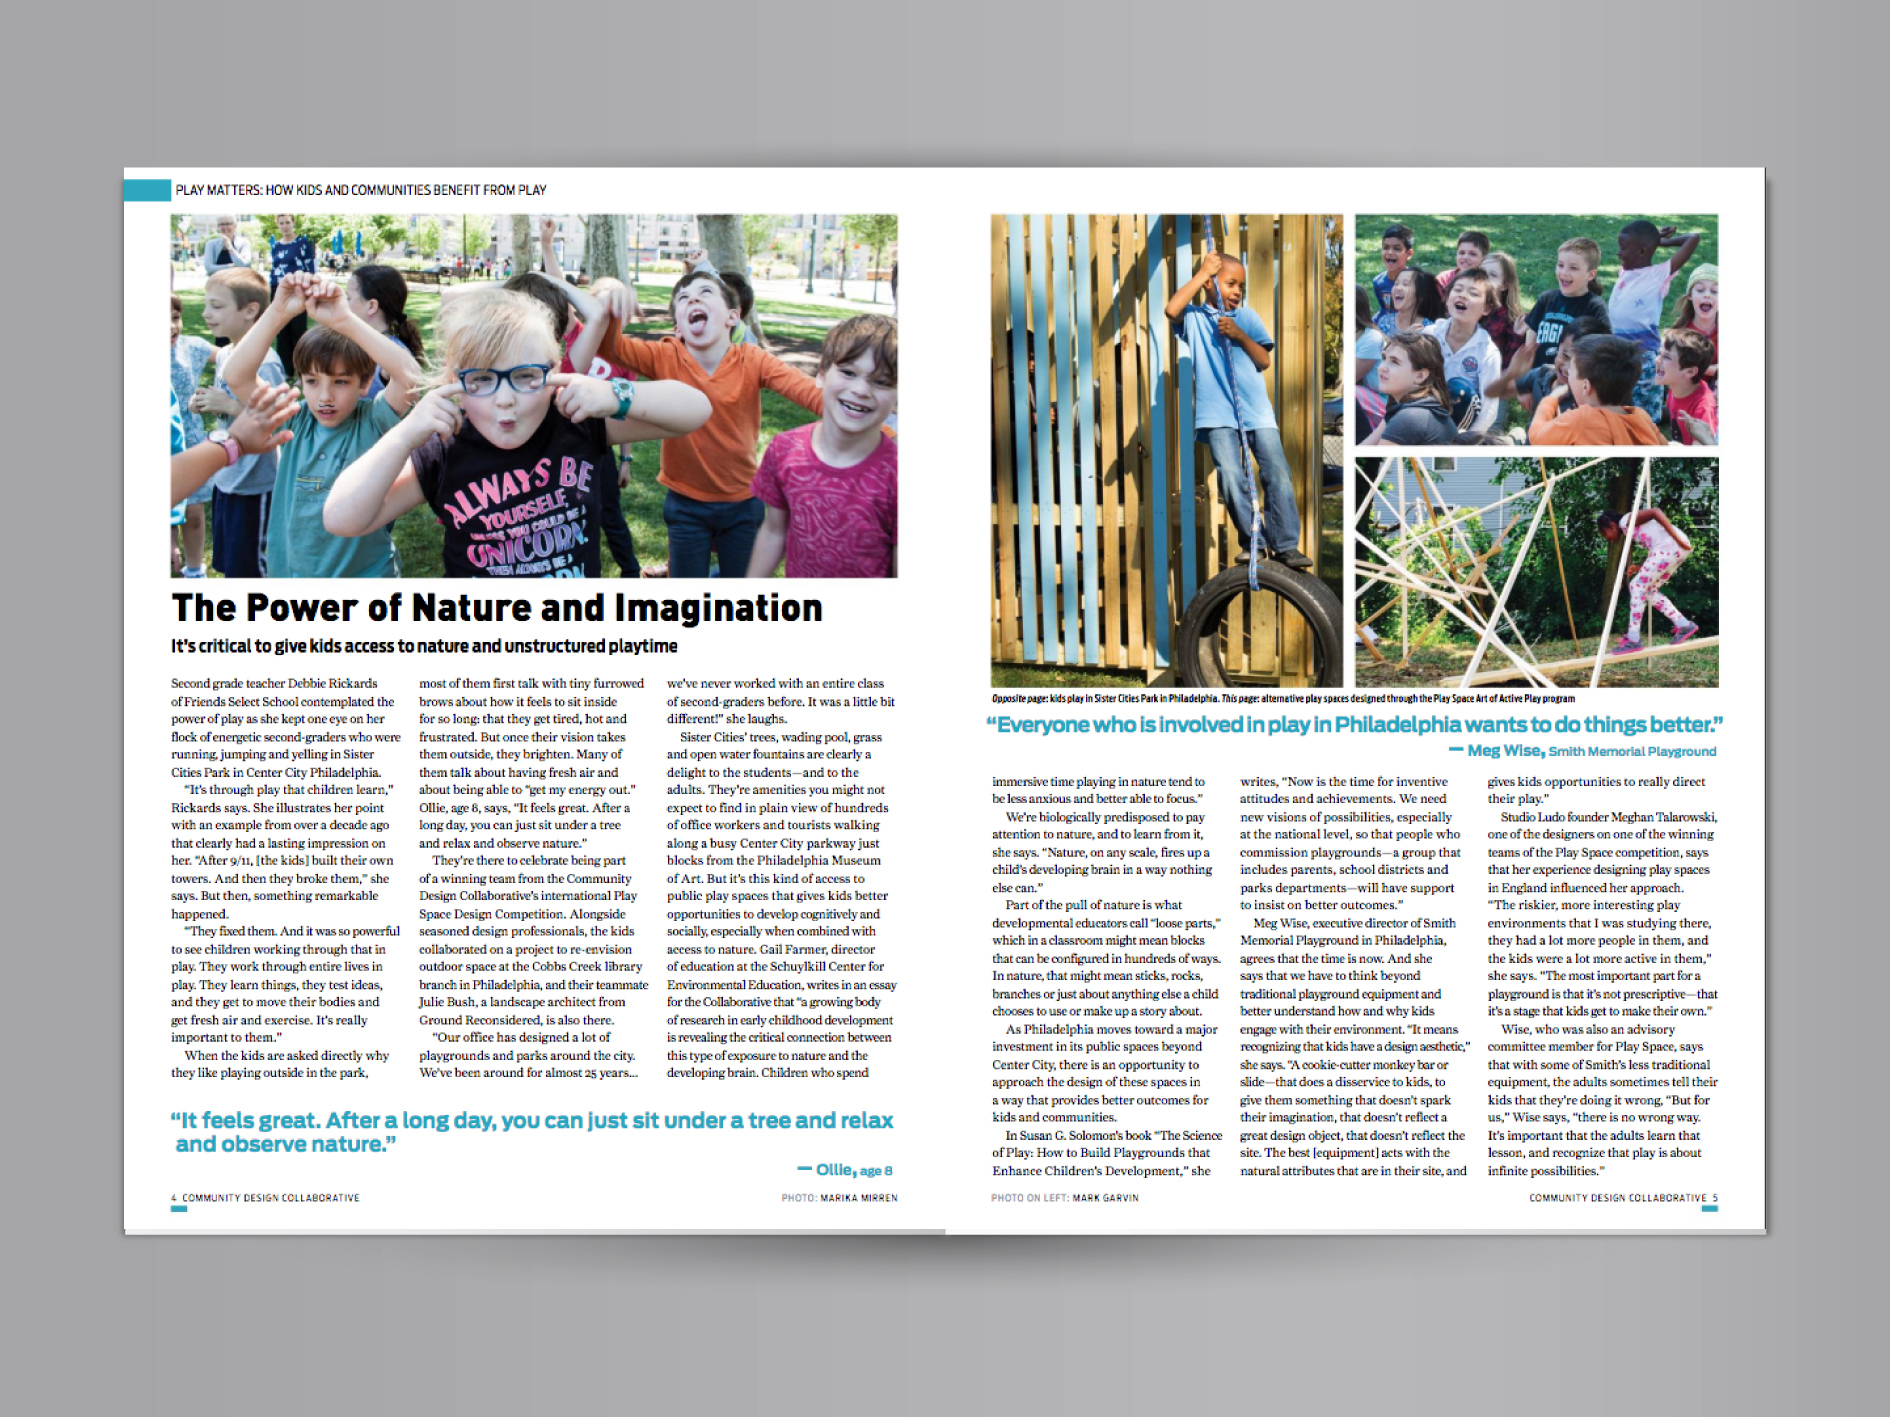 PLAY MATTERS: HOW KIDS AND COMMUNITIES BENEFIT FROM PLAY
ALWAYS BE
YOURSELF,
UNLESS YOU COULD BE A
UNICORN.
THEN ALWAYS BE
The Power of Nature and Imagination
It's critical to give kids access to nature and unstructured playtime
Second grade teacher Debbie Rickards
of Friends Select School contemplated the
power of play as she kept one eye on her
flock of energetic second-graders who were
running, jumping and yelling in Sister
Cities Park in Center City Philadelphia.
“It's through play that children learn,”
Rickards says. She illustrates her point
with an example from over a decade ago
that clearly had a lasting impression on
her. “After 9/11, [the kids] built their own
towers. And then they broke them,” she
says. But then, something remarkable
happened.
“They fixed them. And it was so powerful
to see children working through that in
play. They work through entire lives in
play. They learn things, they test ideas,
and they get to move their bodies and
get fresh air and exercise. It's really
important to them.”
When the kids are asked directly why
they like playing outside in the park,
most of them first talk with tiny furrowed
brows about how it feels to sit inside
for so long: that they get tired, hot and
frustrated. But once their vision takes
them outside, they brighten. Many of
them talk about having fresh air and
about being able to “get my energy out.”
Ollie, age 8, says, “It feels great. After a
long day, you can just sit under a tree
and relax and observe nature.”
They're there to celebrate being part
of a winning team from the Community
Design Collaborative's international Play
Space Design Competition. Alongside
seasoned design professionals, the kids
collaborated on a project to re-envision
outdoor space at the Cobbs Creek library
branch in Philadelphia, and their teammate
Julie Bush, a landscape architect from
Ground Reconsidered, is also there.
“Our office has designed a lot of
playgrounds and parks around the city.
We've been around for almost 25 years...
we've never worked with an entire class
of second-graders before. It was a little bit
different!” she laughs.
Sister Cities' trees, wading pool, grass
and open water fountains are clearly a
delight to the students—and to the
adults. They're amenities you might not
expect to find in plain view of hundreds
of office workers and tourists walking
along a busy Center City parkway just
blocks from the Philadelphia Museum
of Art. But it's this kind of access to
public play spaces that gives kids better
opportunities to develop cognitively and
socially, especially when combined with
access to nature. Gail Farmer, director
of education at the Schuylkill Center for
Environmental Education, writes in an essay
for the Collaborative that “a growing body
of research in early childhood development
is revealing the critical connection between
this type of exposure to nature and the
developing brain. Children who spend
“It feels great. After a long day, you can just sit under a tree and relax
and observe nature.”
— Ollie, age 8
4 COMMUNITY DESIGN COLLABORATIVE
PHOTO: MARIKA MIRREN
Opposite page: kids play in Sister Cities Park in Philadelphia. This page: alternative play spaces designed through the Play Space Art of Active Play program
“Everyone who is involved in play in Philadelphia wants to do things better.”
— Meg Wise, Smith Memorial Playground
immersive time playing in nature tend to
be less anxious and better able to focus.”
We're biologically predisposed to pay
attention to nature, and to learn from it,
she says. “Nature, on any scale, fires up a
child's developing brain in a way nothing
else can.”
Part of the pull of nature is what
developmental educators call “loose parts,”
which in a classroom might mean blocks
that can be configured in hundreds of ways.
In nature, that might mean sticks, rocks,
branches or just about anything else a child
chooses to use or make up a story about.
As Philadelphia moves toward a major
investment in its public spaces beyond
Center City, there is an opportunity to
approach the design of these spaces in
a way that provides better outcomes for
kids and communities.
In Susan G. Solomon's book “The Science
of Play: How to Build Playgrounds that
Enhance Children's Development,” she
writes, “Now is the time for inventive
attitudes and achievements. We need
new visions of possibilities, especially
at the national level, so that people who
commission playgrounds—a group that
includes parents, school districts and
parks departments—will have support
to insist on better outcomes.”
Meg Wise, executive director of Smith
Memorial Playground in Philadelphia,
agrees that the time is now. And she
says that we have to think beyond
traditional playground equipment and
better understand how and why kids
engage with their environment. “It means
recognizing that kids have a design aesthetic,”
she says. “A cookie-cutter monkey bar or
slide—that does a disservice to kids, to
give them something that doesn't spark
their imagination, that doesn't reflect a
great design object, that doesn't reflect the
site. The best [equipment] acts with the
natural attributes that are in their site, and
gives kids opportunities to really direct
their play.”
Studio Ludo founder Meghan Talarowski,
one of the designers on one of the winning
teams of the Play Space competition, says
that her experience designing play spaces
in England influenced her approach.
“The riskier, more interesting play
environments that I was studying there,
they had a lot more people in them, and
the kids were a lot more active in them,”
she says. “The most important part for a
playground is that it's not prescriptive—that
it's a stage that kids get to make their own.”
Wise, who was also an advisory
committee member for Play Space, says
that with some of Smith's less traditional
equipment, the adults sometimes tell their
kids that they're doing it wrong, “But for
us,” Wise says, “there is no wrong way.
It's important that the adults learn that
lesson, and recognize that play is about
infinite possibilities.”
PHOTO ON LEFT: MARK GARVIN
COMMUNITY DESIGN COLLABORATIVE 5